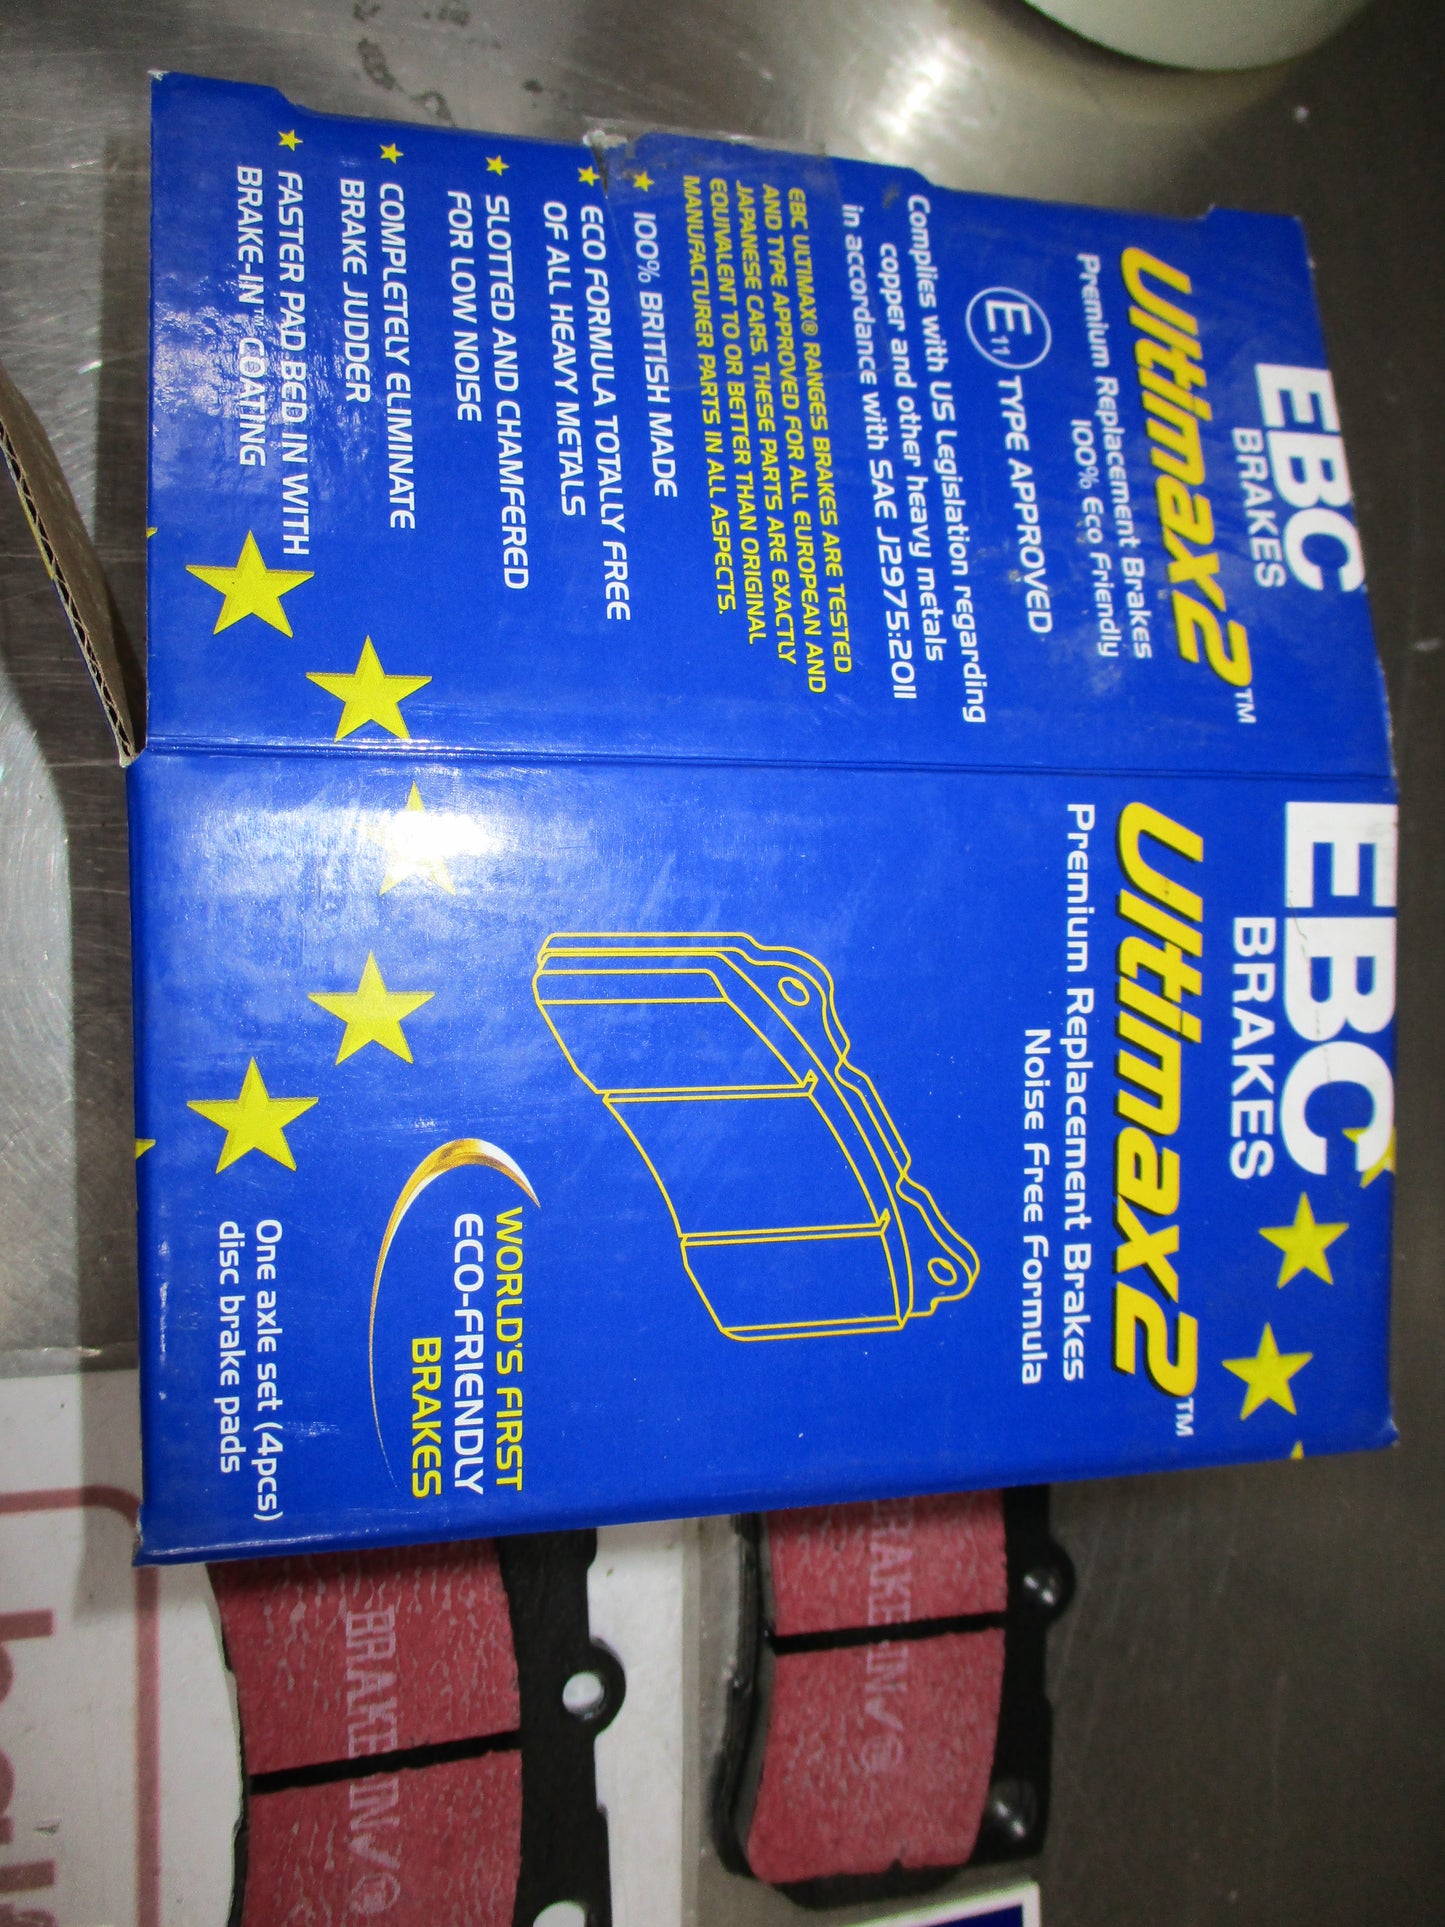 EBC
BRAKES
Ultimax2™
Premium Replacement Brakes
100% Eco Friendly
E11 TYPE APPROVED
Complies with US Legislation regarding
copper and other heavy metals
in accordance with SAE J2975:2011
EBC ULTIMAX® RANGES BRAKES ARE TESTED
AND TYPE APPROVED FOR ALL EUROPEAN AND
JAPANESE CARS. THESE PARTS ARE EXACTLY
EQUIVALENT TO OR BETTER THAN ORIGINAL
MANUFACTURER PARTS IN ALL ASPECTS.
100% BRITISH MADE
ECO FORMULA TOTALLY FREE
OF ALL HEAVY METALS
SLOTTED AND CHAMFERED
FOR LOW NOISE
COMPLETELY ELIMINATE
BRAKE JUDDER
FASTER PAD BED IN WITH
BRAKE-IN™ COATING
EBC
BRAKES
Ultimax2™
Premium Replacement Brakes
Noise Free Formula
WORLD'S FIRST
ECO-FRIENDLY
BRAKES
One axle set (4pcs)
disc brake pads
BRAKE-IN✓®
BRAKE-IN✓®